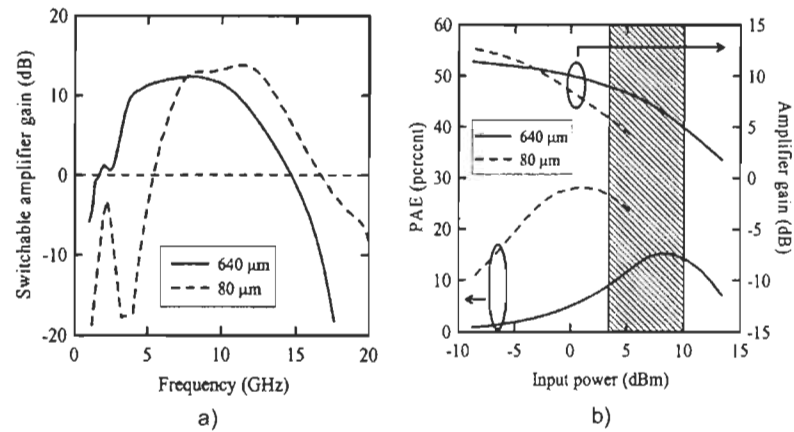 20
10
0
-10
-20
Switchable amplifier gain (dB)
640 μm
80 μm
0 5 10 15 20
Frequency (GHz)
a)
60
50
40
30
20
10
0
PAE (percent)
640 μm
80 μm
15
10
5
0
-5
-10
-15
Amplifier gain (dB)
-10 -5 0 5 10 15
Input power (dBm)
b)